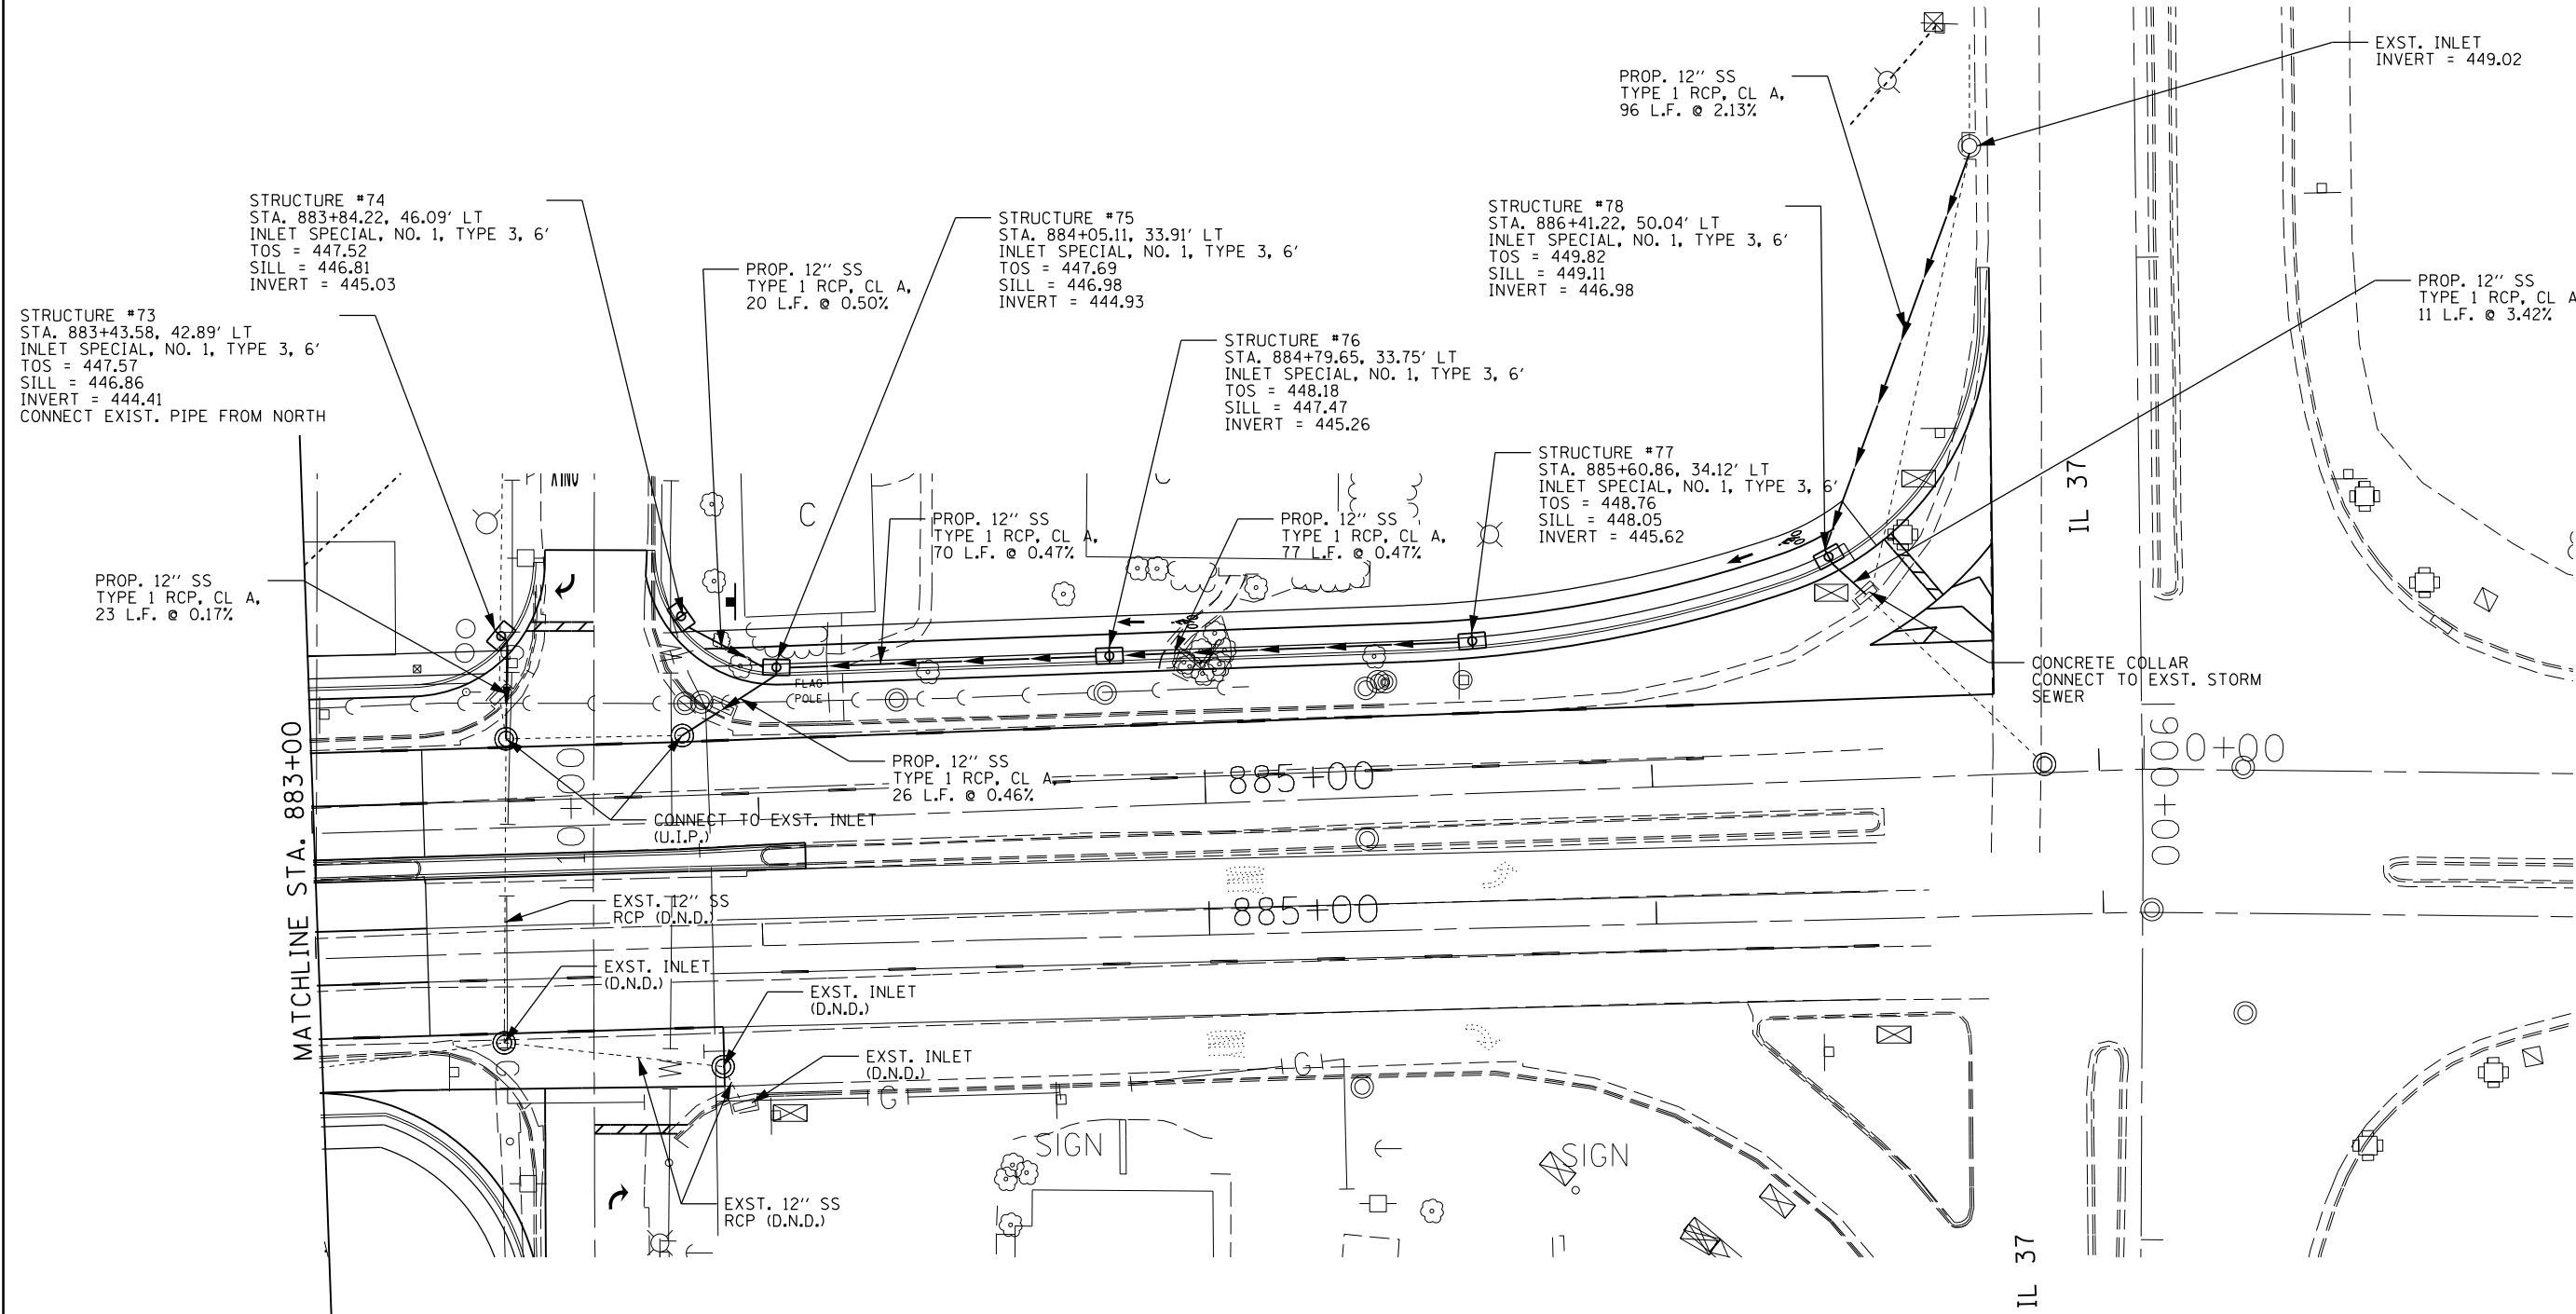 EXST. INLET
INVERT = 449.02
PROP. 12'' SS
TYPE 1 RCP, CL A,
96 L.F. @ 2.13%
STRUCTURE #74
STA. 883+84.22, 46.09' LT
INLET SPECIAL, NO. 1, TYPE 3, 6'
TOS = 447.52
SILL = 446.81
INVERT = 445.03
STRUCTURE #75
STA. 884+05.11, 33.91' LT
INLET SPECIAL, NO. 1, TYPE 3, 6'
TOS = 447.69
SILL = 446.98
INVERT = 444.93
STRUCTURE #78
STA. 886+41.22, 50.04' LT
INLET SPECIAL, NO. 1, TYPE 3, 6'
TOS = 449.82
SILL = 449.11
INVERT = 446.98
PROP. 12'' SS
TYPE 1 RCP, CL A,
20 L.F. @ 0.50%
PROP. 12'' SS
TYPE 1 RCP, CL A
11 L.F. @ 3.42%
STRUCTURE #73
STA. 883+43.58, 42.89' LT
INLET SPECIAL, NO. 1, TYPE 3, 6'
TOS = 447.57
SILL = 446.86
INVERT = 444.41
CONNECT EXIST. PIPE FROM NORTH
STRUCTURE #76
STA. 884+79.65, 33.75' LT
INLET SPECIAL, NO. 1, TYPE 3, 6'
TOS = 448.18
SILL = 447.47
INVERT = 445.26
STRUCTURE #77
STA. 885+60.86, 34.12' LT
INLET SPECIAL, NO. 1, TYPE 3, 6'
TOS = 448.76
SILL = 448.05
INVERT = 445.62
IL 37
C
PROP. 12'' SS
TYPE 1 RCP, CL A,
70 L.F. @ 0.47%
PROP. 12'' SS
TYPE 1 RCP, CL A,
77 L.F. @ 0.47%
PROP. 12'' SS
TYPE 1 RCP, CL A,
23 L.F. @ 0.17%
FLAG
POLE
W
CONCRETE COLLAR
CONNECT TO EXST. STORM
SEWER
MATCHLINE STA. 883+00
PROP. 12'' SS
TYPE 1 RCP, CL A,
26 L.F. @ 0.46%
885+00
CONNECT TO EXST. INLET
(U.I.P.)
EXST. 12'' SS
RCP (D.N.D.)
885+00
EXST. INLET
(D.N.D.)
EXST. INLET
(D.N.D.)
EXST. INLET
(D.N.D.)
W
G
G
SIGN
SIGN
EXST. 12'' SS
RCP (D.N.D.)
IL 37